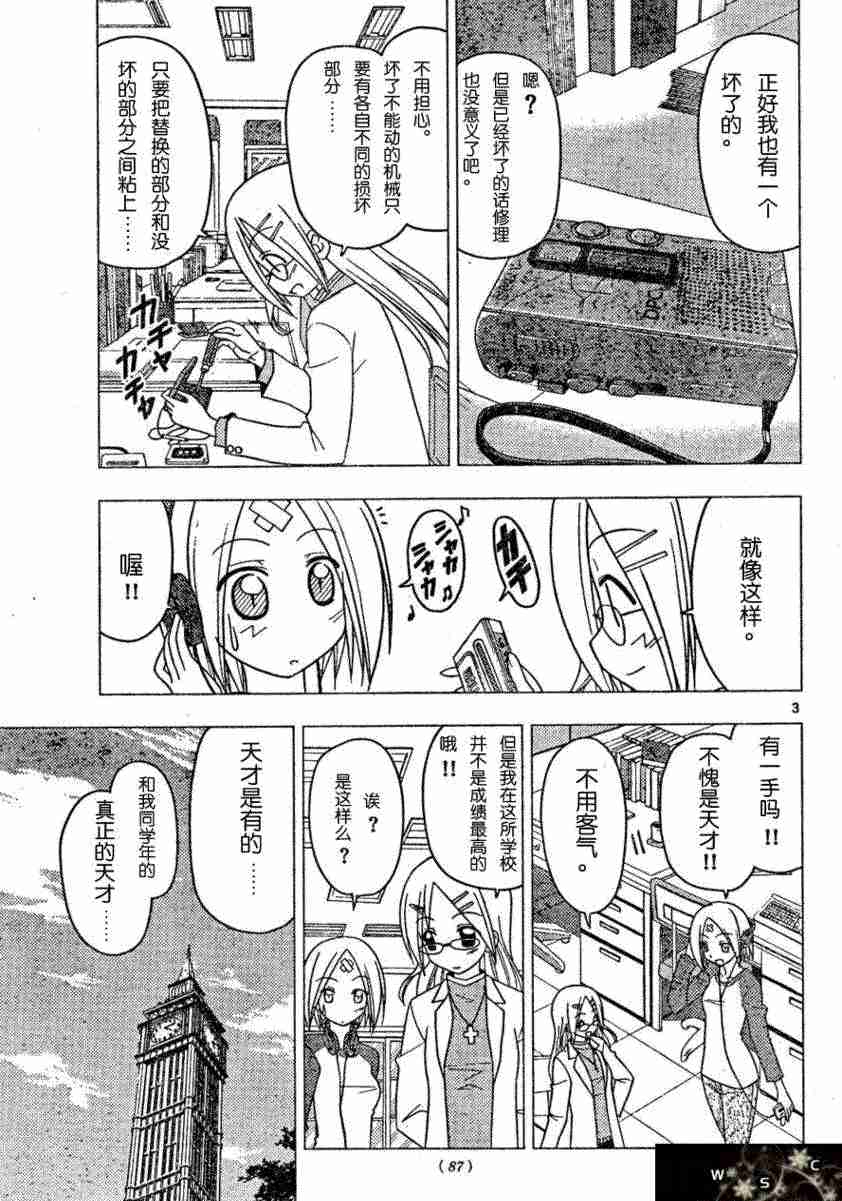 正好我也有一个
坏了的。
嗯？
但是已经坏了的话修理
也没意义了吧。
不用担心。
坏了不能动的机械只
要有各自不同的损坏
部分……
只要把替换的部分和没
坏的部分之间粘上……
カチャ
カチャ
就像这样。
カチッ
シャカ
シャカ
喔！！
3
有一手吗！！
不愧是天才！！
不用客气。
但是我在这所学校
并不是成绩最高的
哦！！
诶？
是这样么？
天才是有的……
和我同学年的
真正的天才……
(87)
W S C